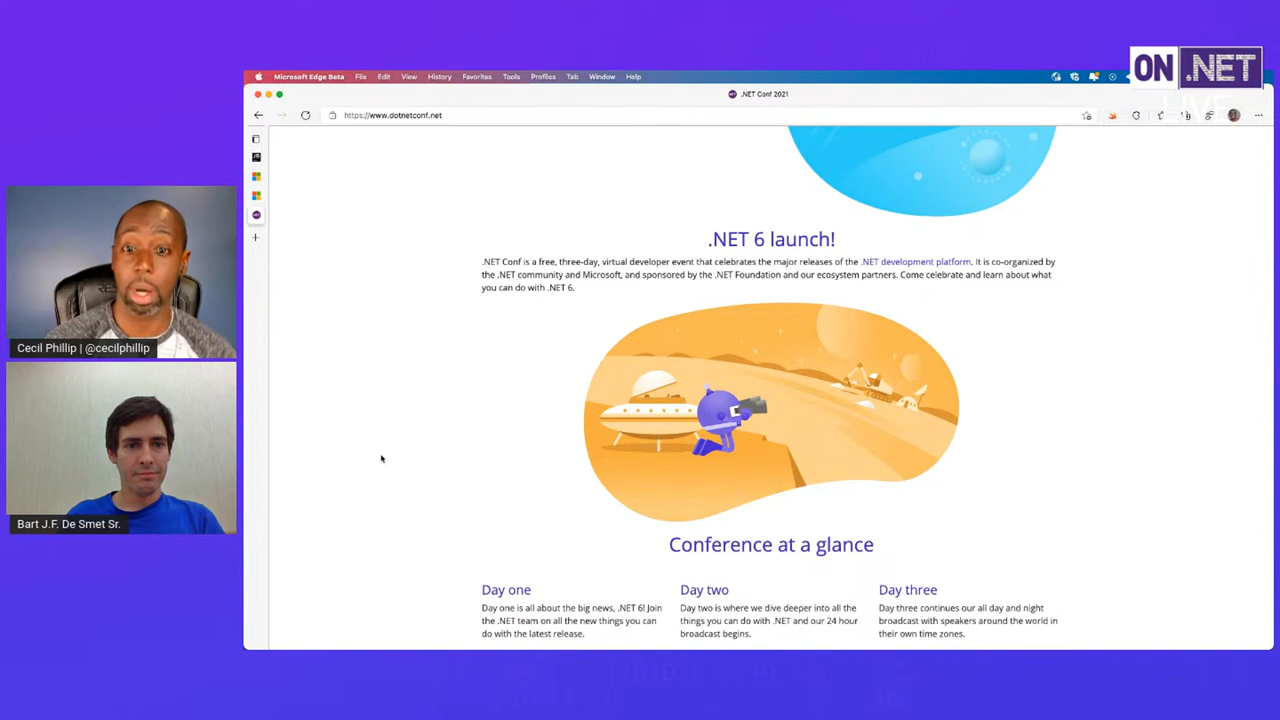 ON .NET
LIVE
Microsoft Edge Beta File Edit View History Favorites Tools Profiles Tab Window Help
.NET Conf 2021
https://www.dotnetconf.net
.NET 6 launch!
.NET Conf is a free, three-day, virtual developer event that celebrates the major releases of the .NET development platform. It is co-organized by
the .NET community and Microsoft, and sponsored by the .NET Foundation and our ecosystem partners. Come celebrate and learn about what
you can do with .NET 6.
Cecil Phillip | @cecilphillip
Bart J.F. De Smet Sr.
Conference at a glance
Day one
Day one is all about the big news, .NET 6! Join
the .NET team on all the new things you can
do with the latest release.
Day two
Day two is where we dive deeper into all the
things you can do with .NET and our 24 hour
broadcast begins.
Day three
Day three continues our all day and night
broadcast with speakers around the world in
their own time zones.